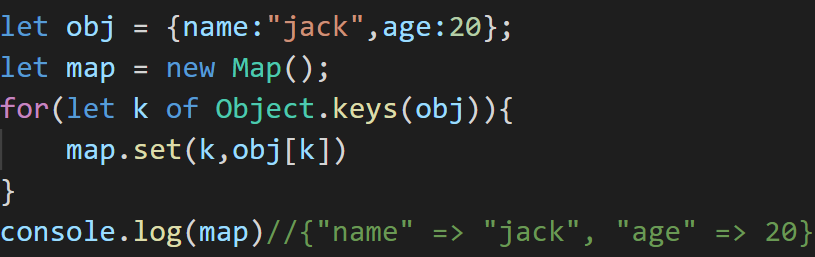 let obj = {name:"jack",age:20};
let map = new Map();
for(let k of Object.keys(obj)){
    map.set(k,obj[k])
}
console.log(map)//{"name" => "jack", "age" => 20}